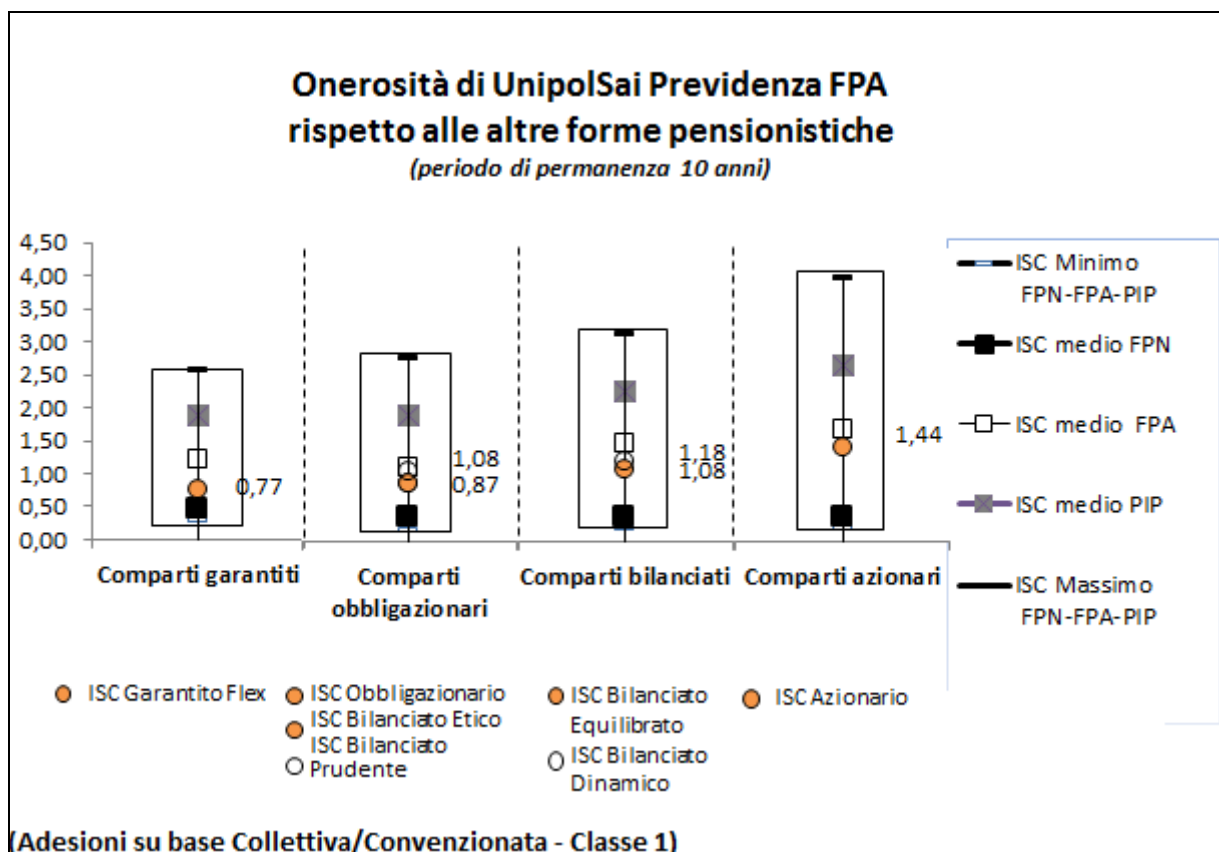 Onerosità di UnipolSai Previdenza FPA
rispetto alle altre forme pensionistiche
(periodo di permanenza 10 anni)
4,50
4,00
3,50
3,00
2,50
2,00
1,50
1,00
0,50
0,00
0,77
1,08
0,87
1,18
1,08
1,44
Comparti garantiti
Comparti
obbligazionari
Comparti bilanciati
Comparti azionari
ISC Minimo
FPN-FPA-PIP
ISC medio FPN
ISC medio FPA
ISC medio PIP
ISC Massimo
FPN-FPA-PIP
ISC Garantito Flex
ISC Obbligazionario
ISC Bilanciato Etico
ISC Bilanciato
Prudente
ISC Bilanciato
Equilibrato
ISC Bilanciato
Dinamico
ISC Azionario
(Adesioni su base Collettiva/Convenzionata - Classe 1)